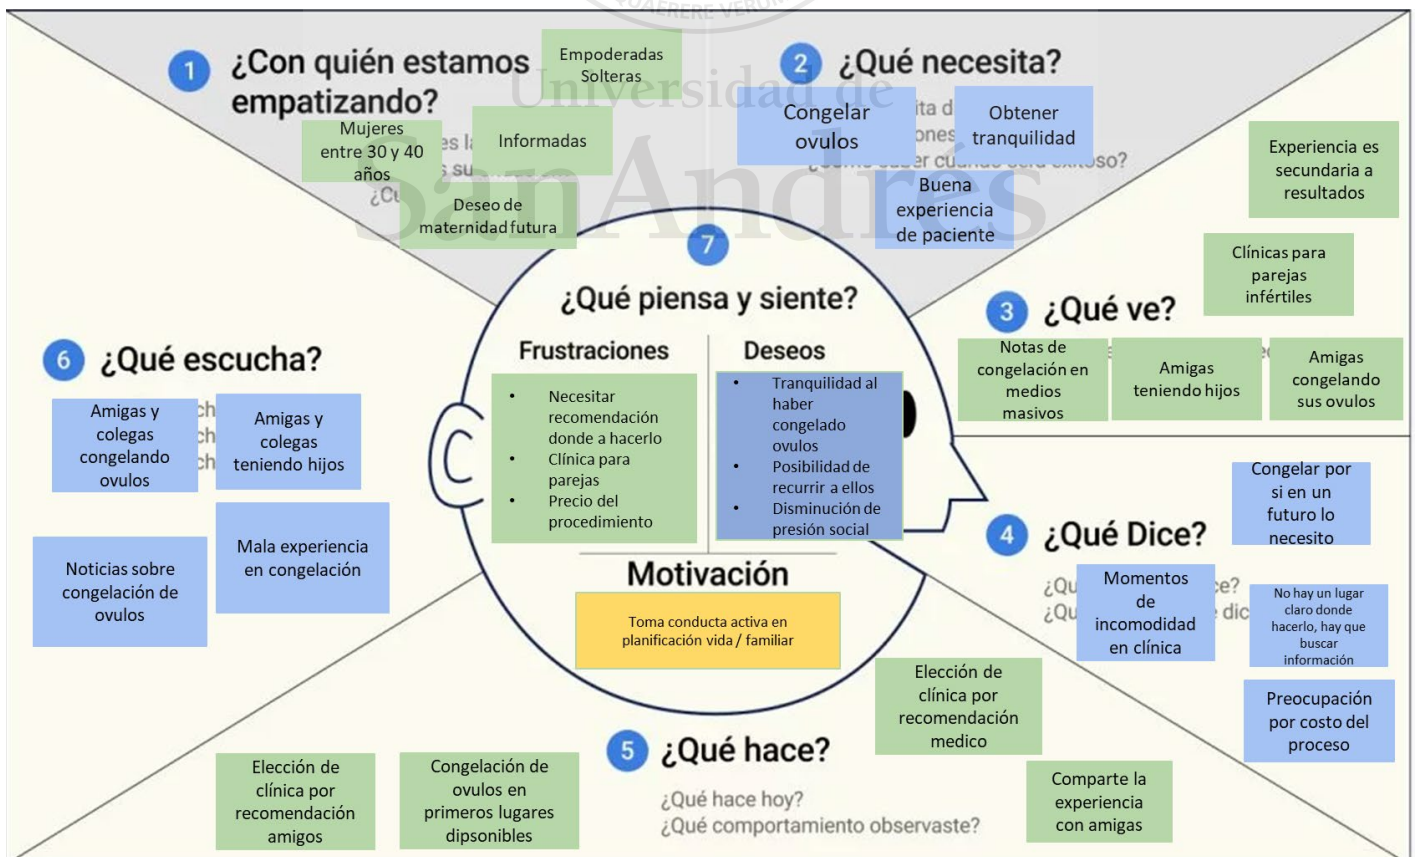 QUAERERE VERUM
Universidad de
SanAndrés
1
¿Con quién estamos
empatizando?
Empoderadas
Solteras
Mujeres
entre 30 y 40
años
Informadas
Deseo de
maternidad futura
2
¿Qué necesita?
Congelar
ovulos
Obtener
tranquilidad
exitoso?
Buena
experiencia
de paciente
Experiencia es
secundaria a
resultados
Clínicas para
parejas
infértiles
3
¿Qué ve?
Notas de
congelación en
medios
masivos
Amigas
teniendo hijos
Amigas
congelando
sus ovulos
4
¿Qué Dice?
Congelar por
si en un
futuro lo
necesito
Momentos
de
incomodidad
en clínica
No hay un lugar
claro donde
hacerlo, hay que
buscar
información
Preocupación
por costo del
proceso
5
¿Qué hace?
¿Qué hace hoy?
¿Qué comportamiento observaste?
Elección de
clínica por
recomendación
medico
Comparte la
experiencia
con amigas
Elección de
clínica por
recomendación
amigos
Congelación de
ovulos en
primeros lugares
dipsonibles
6
¿Qué escucha?
Amigas y
colegas
congelando
ovulos
Amigas y
colegas
teniendo hijos
Noticias sobre
congelación de
ovulos
Mala experiencia
en congelación
7
¿Qué piensa y siente?
Frustraciones
• Necesitar
recomendación
donde a hacerlo
• Clínica para
parejas
• Precio del
procedimiento
Deseos
• Tranquilidad al
haber
congelado
ovulos
• Posibilidad de
recurrir a ellos
• Disminución de
presión social
Motivación
Toma conducta activa en
planificación vida / familiar